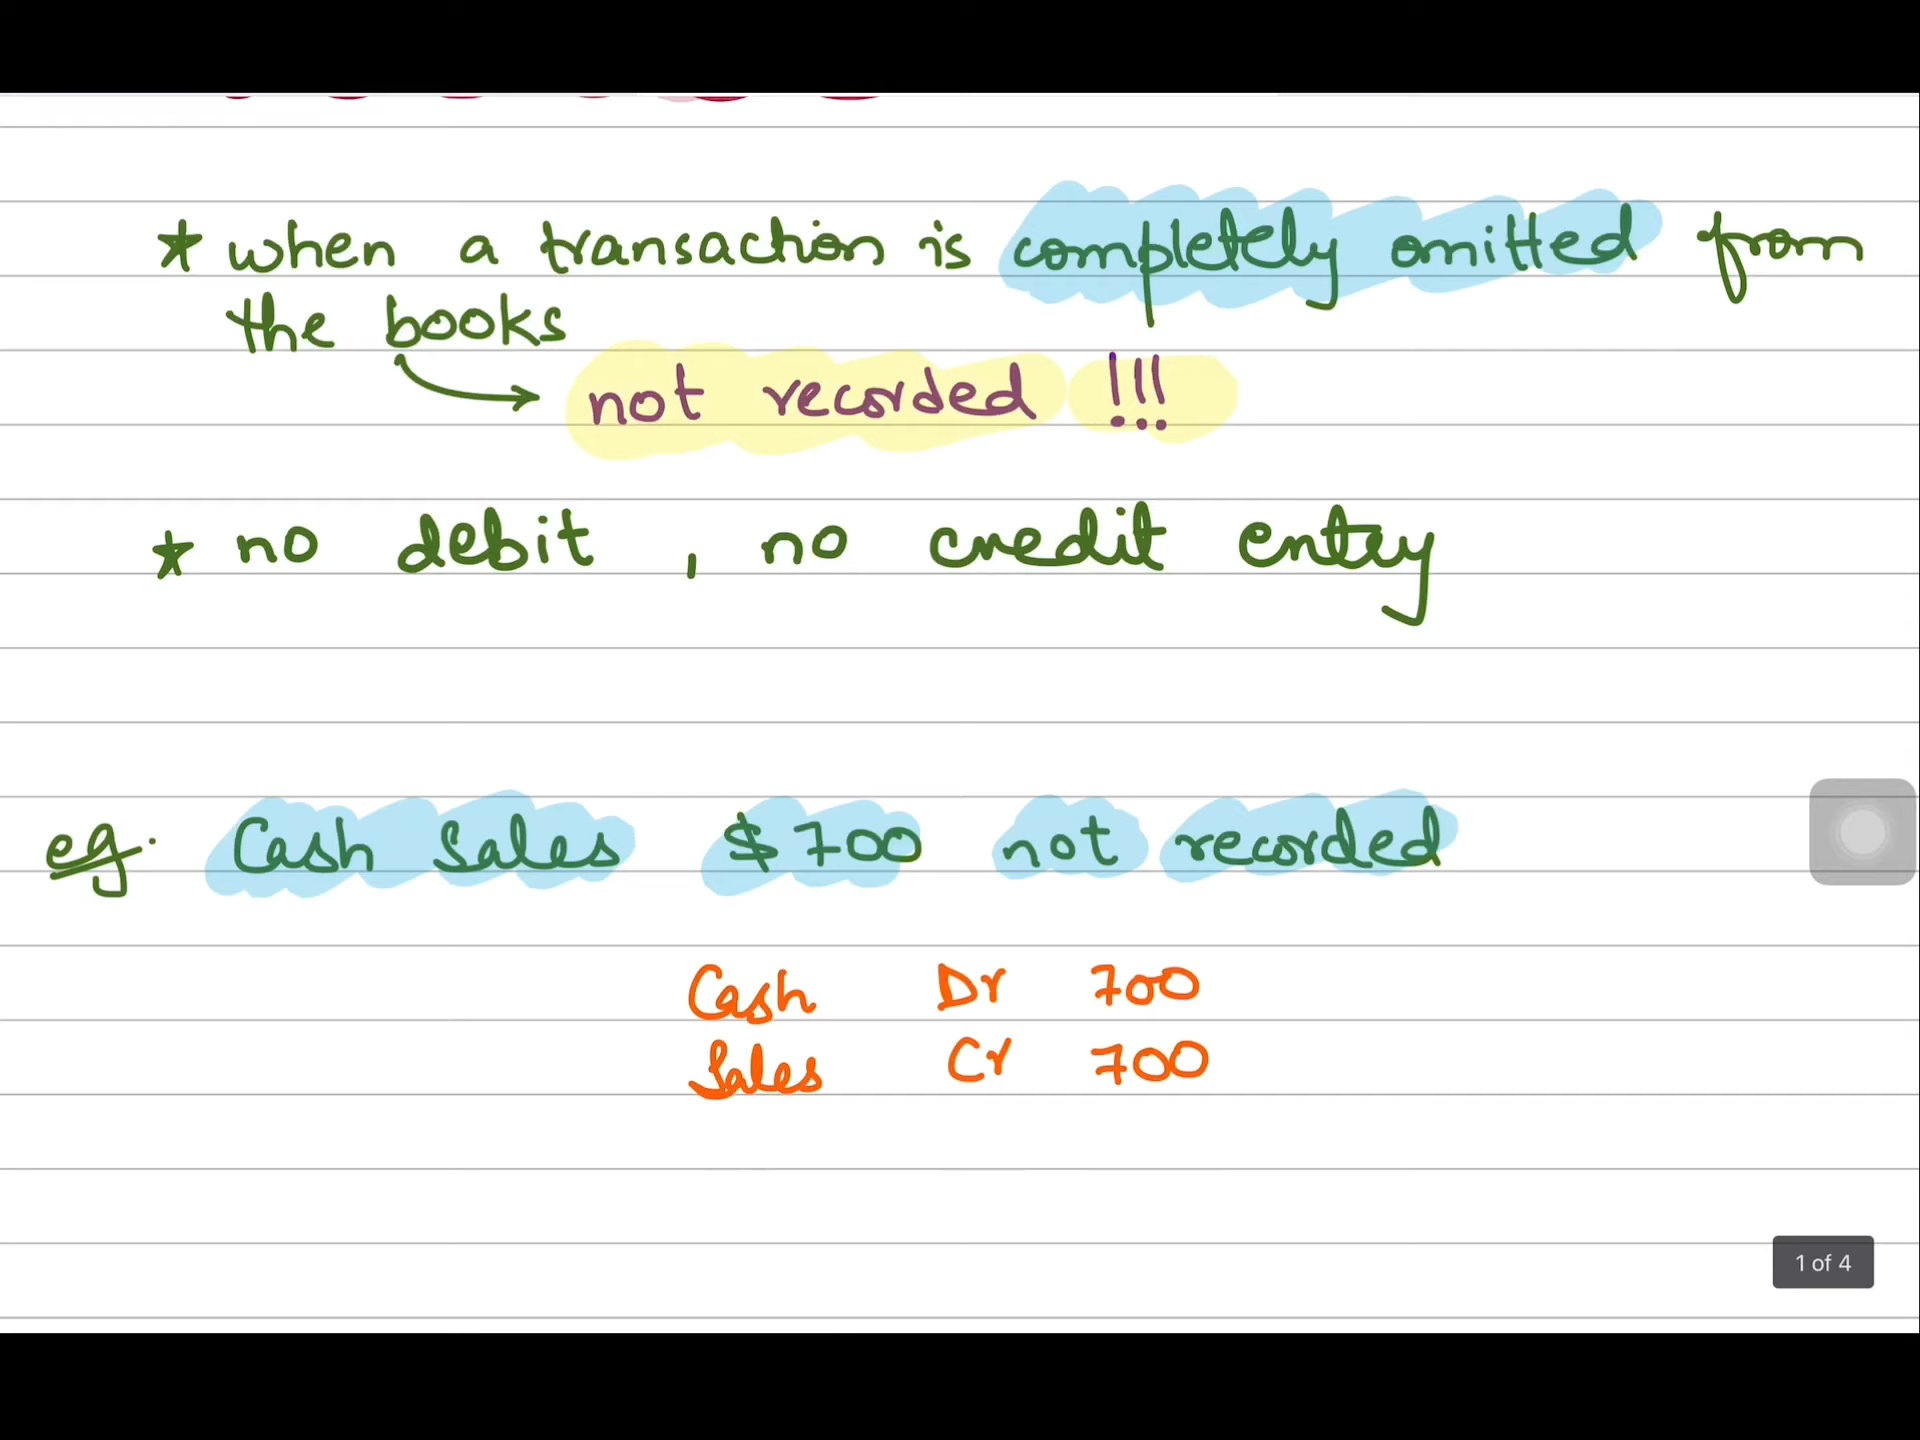 * when a transaction is completely omitted from
the books
not recorded !!!
* no debit , no credit entry
eg. Cash Sales $700 not recorded
Cash Dr 700
Sales Cr 700
1 of 4